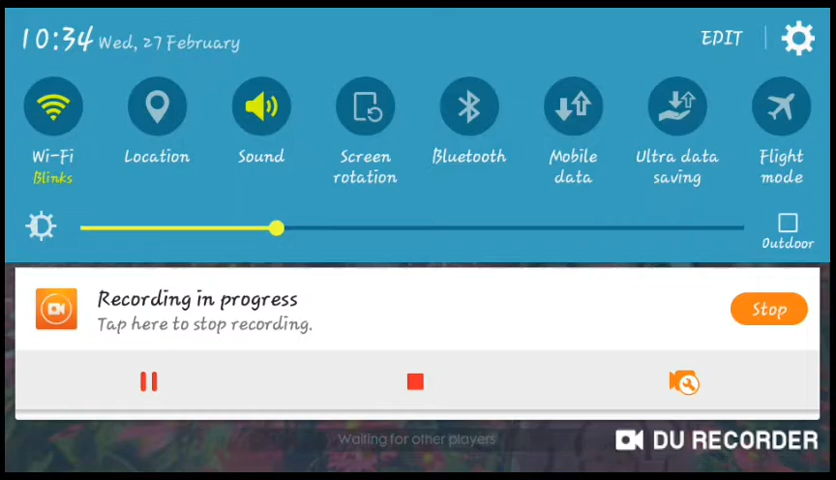 10:34 Wed, 27 February EDIT
Wi-Fi Location Sound Screen rotation Bluetooth Mobile data Ultra data saving Flight mode
Blinks
Outdoor
Recording in progress
Tap here to stop recording.
Stop
Waiting for other players
DU RECORDER